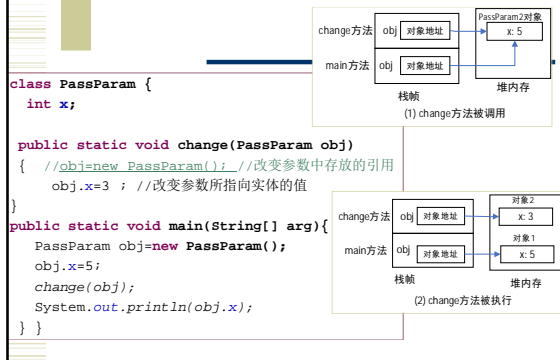 class PassParam {
int x;
public static void change(PassParam obj)
{ //obj=new PassParam(); //改变参数中存放的引用
obj.x=3 ; //改变参数所指向实体的值
}
public static void main(String[] arg){
PassParam obj=new PassParam();
obj.x=5;
change(obj);
System.out.println(obj.x);
} }
PassParam2对象
change方法 obj 对象地址 x: 5
main方法 obj 对象地址
栈帧 堆内存
(1) change方法被调用
对象2
change方法 obj 对象地址 x: 3
对象1
main方法 obj 对象地址 x: 5
栈帧 堆内存
(2) change方法被执行